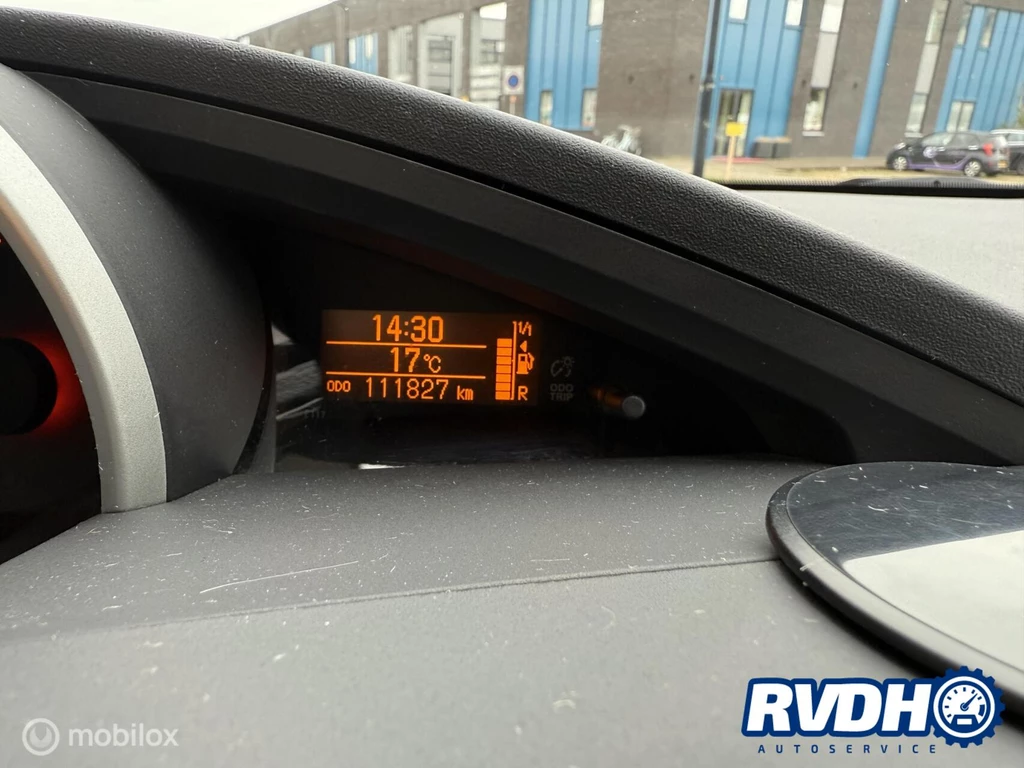 14:30
17°C
ODO 111827 km
1/1
R
ODO
TRIP
mobilox
RVDH
AUTOSERVICE